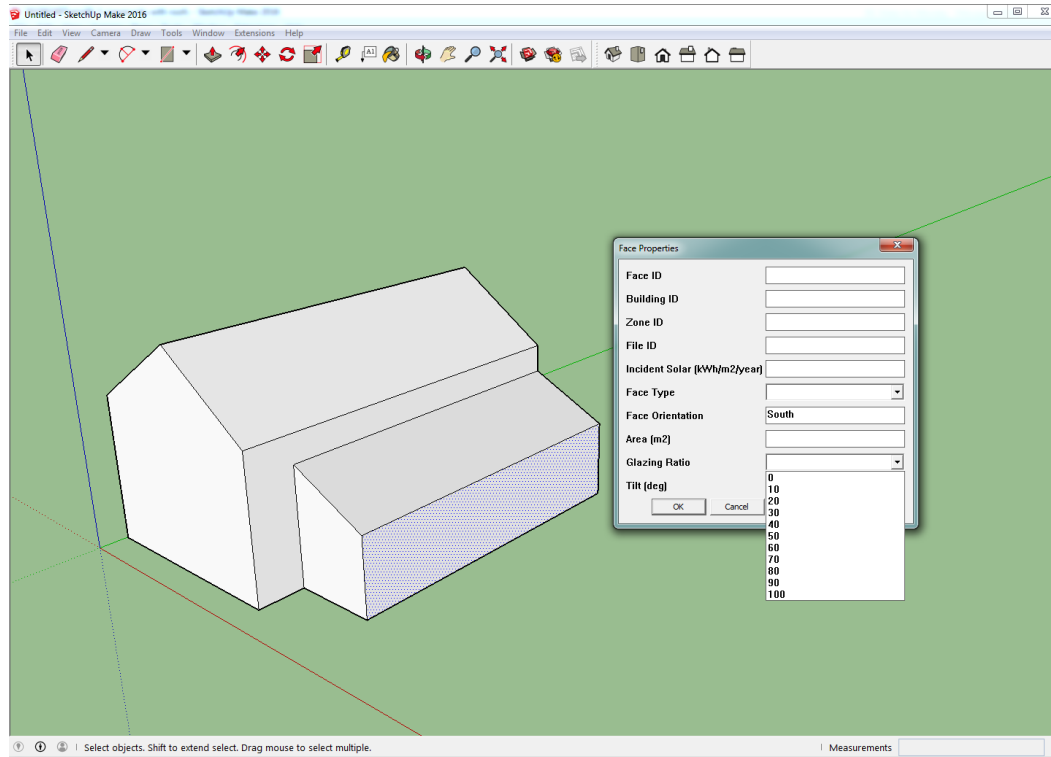 Untitled - SketchUp Make 2016
File Edit View Camera Draw Tools Window Extensions Help
A1
Face Properties
Face ID
Building ID
Zone ID
File ID
Incident Solar (kWh/m2/year)
Face Type
Face Orientation South
Area (m2)
Glazing Ratio
Tilt (deg)
OK Cancel
0
10
20
30
40
50
60
70
80
90
100
Select objects. Shift to extend select. Drag mouse to select multiple.
Measurements